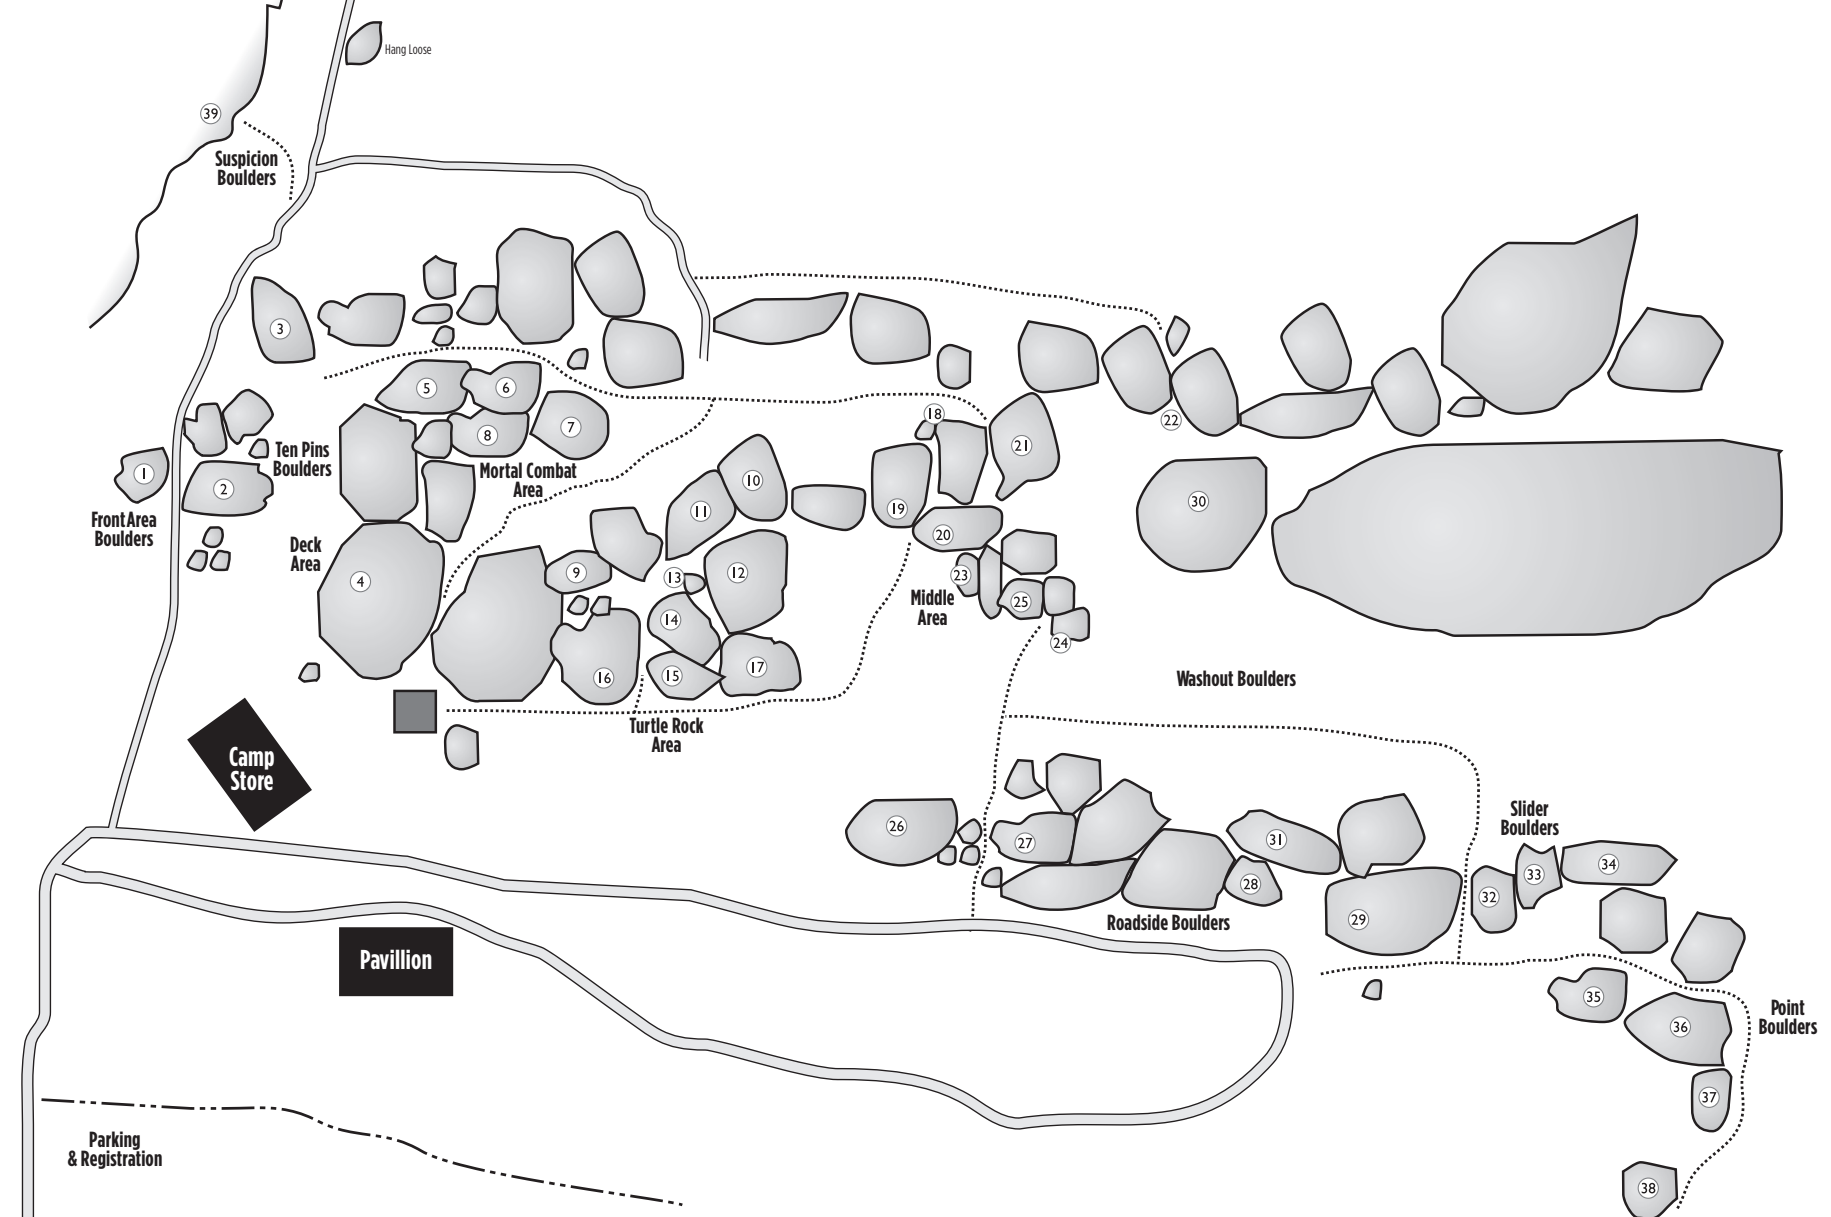 Hang Loose
39
Suspicion
Boulders
3
5
6
7
8
18
21
22
1
2
Ten Pins
Boulders
Mortal Combat
Area
10
11
19
20
30
Front Area
Boulders
Deck
Area
4
9
13
12
23
25
24
Middle
Area
14
15
16
17
Washout Boulders
Turtle Rock
Area
Camp
Store
26
27
31
28
29
Slider
Boulders
32
33
34
Roadside Boulders
Pavillion
35
36
Point
Boulders
37
38
Parking
& Registration